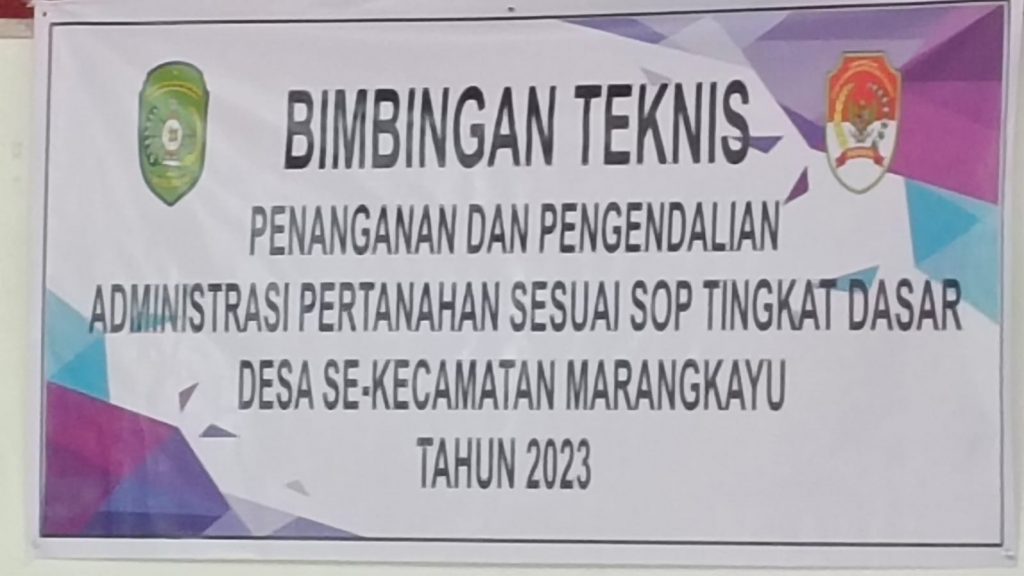 BIMBINGAN TEKNIS
PENANGANAN DAN PENGENDALIAN
ADMINISTRASI PERTANAHAN SESUAI SOP TINGKAT DASAR
DESA SE-KECAMATAN MARANGKAYU
TAHUN 2023